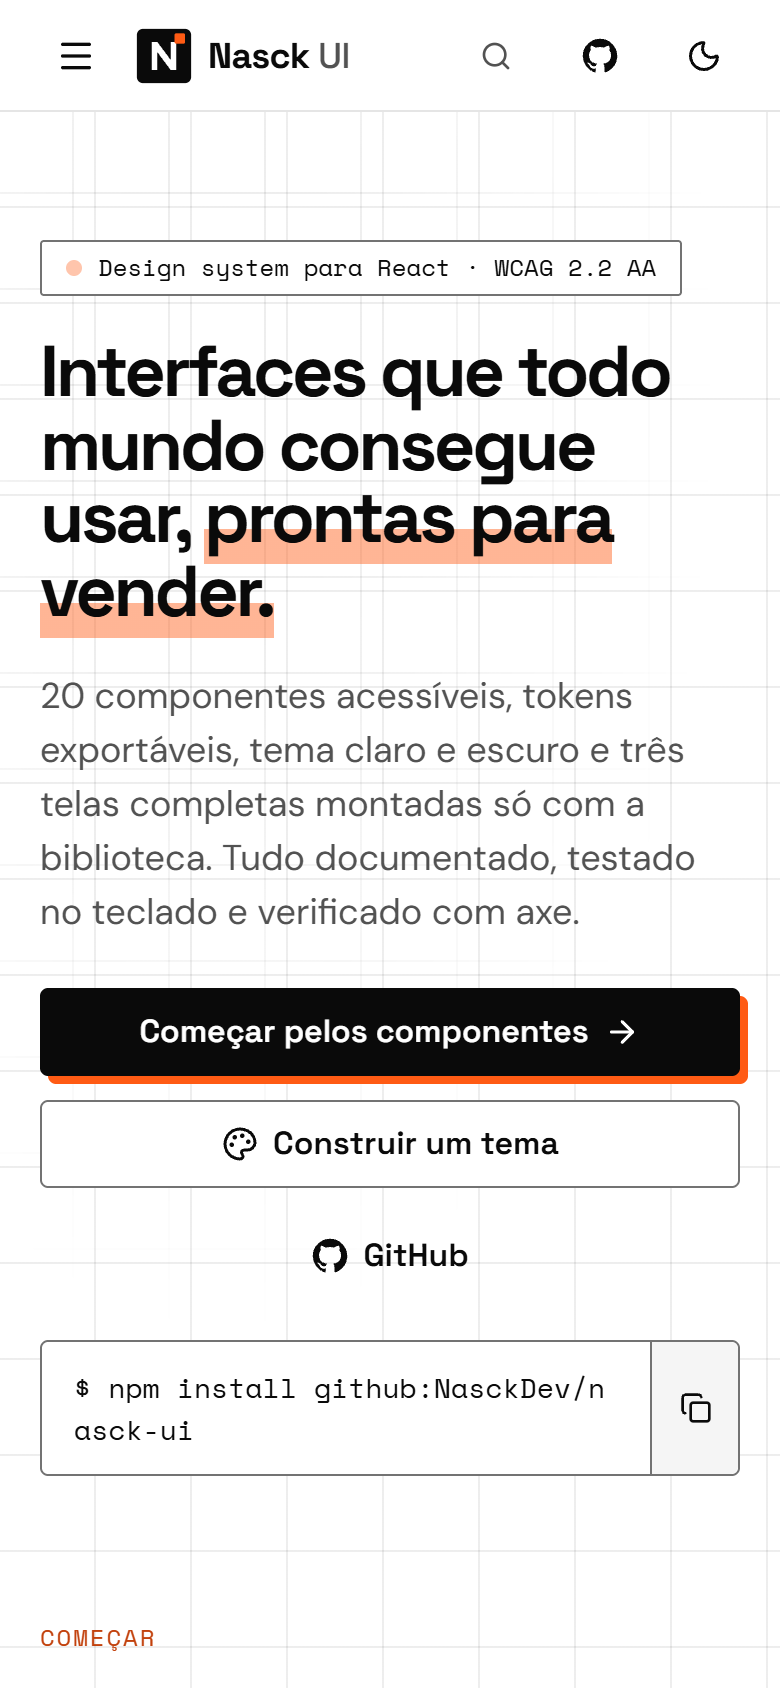 N Nasck UI
Design system para React · WCAG 2.2 AA
Interfaces que todo
mundo consegue
usar, prontas para
vender.
20 componentes acessíveis, tokens
exportáveis, tema claro e escuro e três
telas completas montadas só com a
biblioteca. Tudo documentado, testado
no teclado e verificado com axe.
Começar pelos componentes →
Construir um tema
GitHub
$ npm install github:NasckDev/n
asck-ui
COMEÇAR